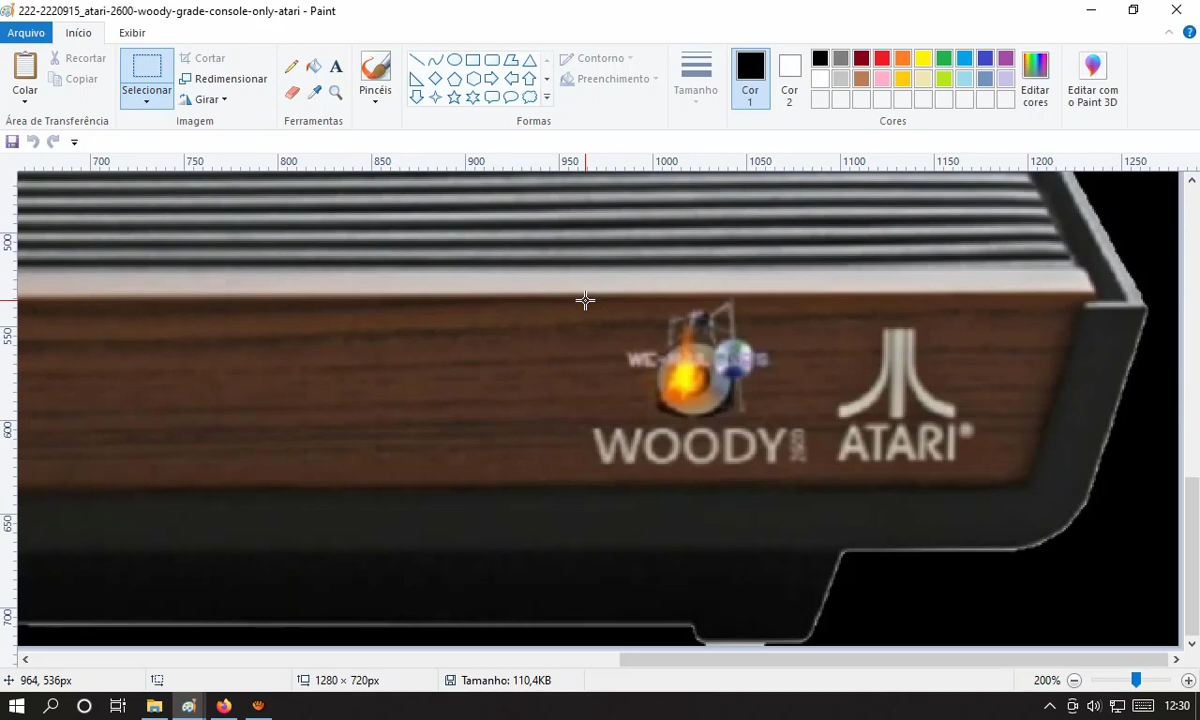 222-2220915_atari-2600-woody-grade-console-only-atari - Paint
Arquivo Início Exibir
Colar
Recortar
Copiar
Área de Transferência
Selecionar
Cortar
Redimensionar
Girar
Imagem
A
Ferramentas
Pincéis
Contorno
Preenchimento
Formas
Tamanho
Cor
1
Cor
2
Editar
cores
Cores
Editar com
o Paint 3D
700 750 800 850 900 950 1000 1050 1100 1150 1200 1250
500
550
600
650
700
WOODY
ATARI®
964, 536px
1280 × 720px
Tamanho: 110,4KB
200%
12:30